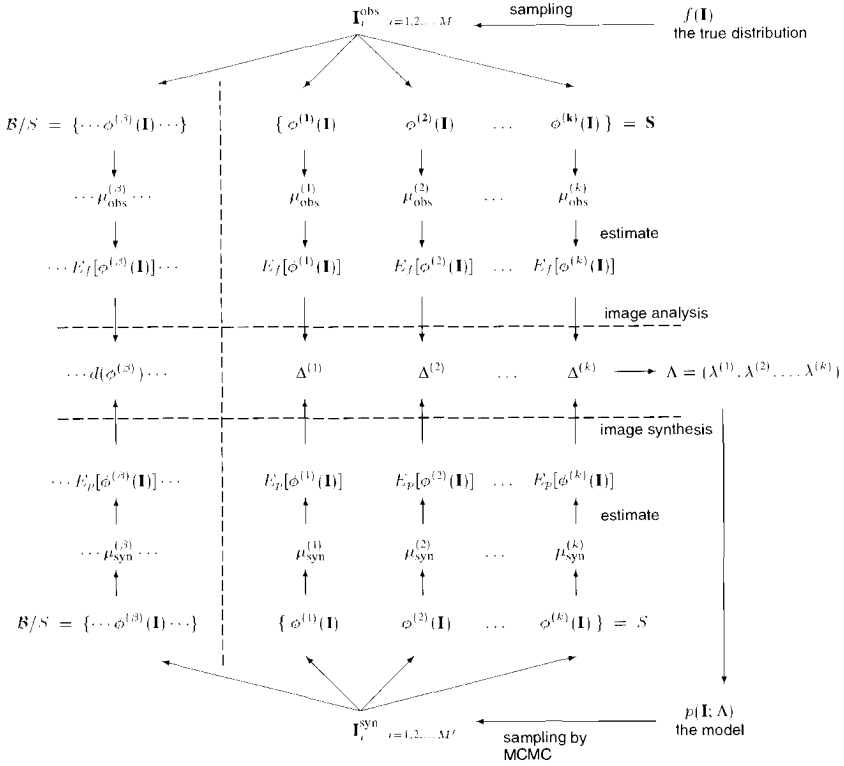 I_i^obs i=1,2,... M sampling f(I)
the true distribution
B/S = {··· φ^(β)(I) ···} { φ^(1)(I) φ^(2)(I) ... φ^(k)(I) } = S
··· μ_obs^(β) ··· μ_obs^(1) μ_obs^(2) ... μ_obs^(k)
estimate
··· E_f[φ^(β)(I)] ··· E_f[φ^(1)(I)] E_f[φ^(2)(I)] ... E_f[φ^(k)(I)]
image analysis
··· d(φ^(β)) ··· Δ^(1) Δ^(2) ... Δ^(k) Λ = (λ^(1), λ^(2), ... λ^(k))
image synthesis
··· E_p[φ^(β)(I)] ··· E_p[φ^(1)(I)] E_p[φ^(2)(I)] ... E_p[φ^(k)(I)]
estimate
··· μ_syn^(β) ··· μ_syn^(1) μ_syn^(2) ... μ_syn^(k)
B/S = {··· φ^(β)(I) ···} { φ^(1)(I) φ^(2)(I) ... φ^(k)(I) } = S
I_i^syn i=1,2,... M' p(I; Λ)
the model
sampling by
MCMC